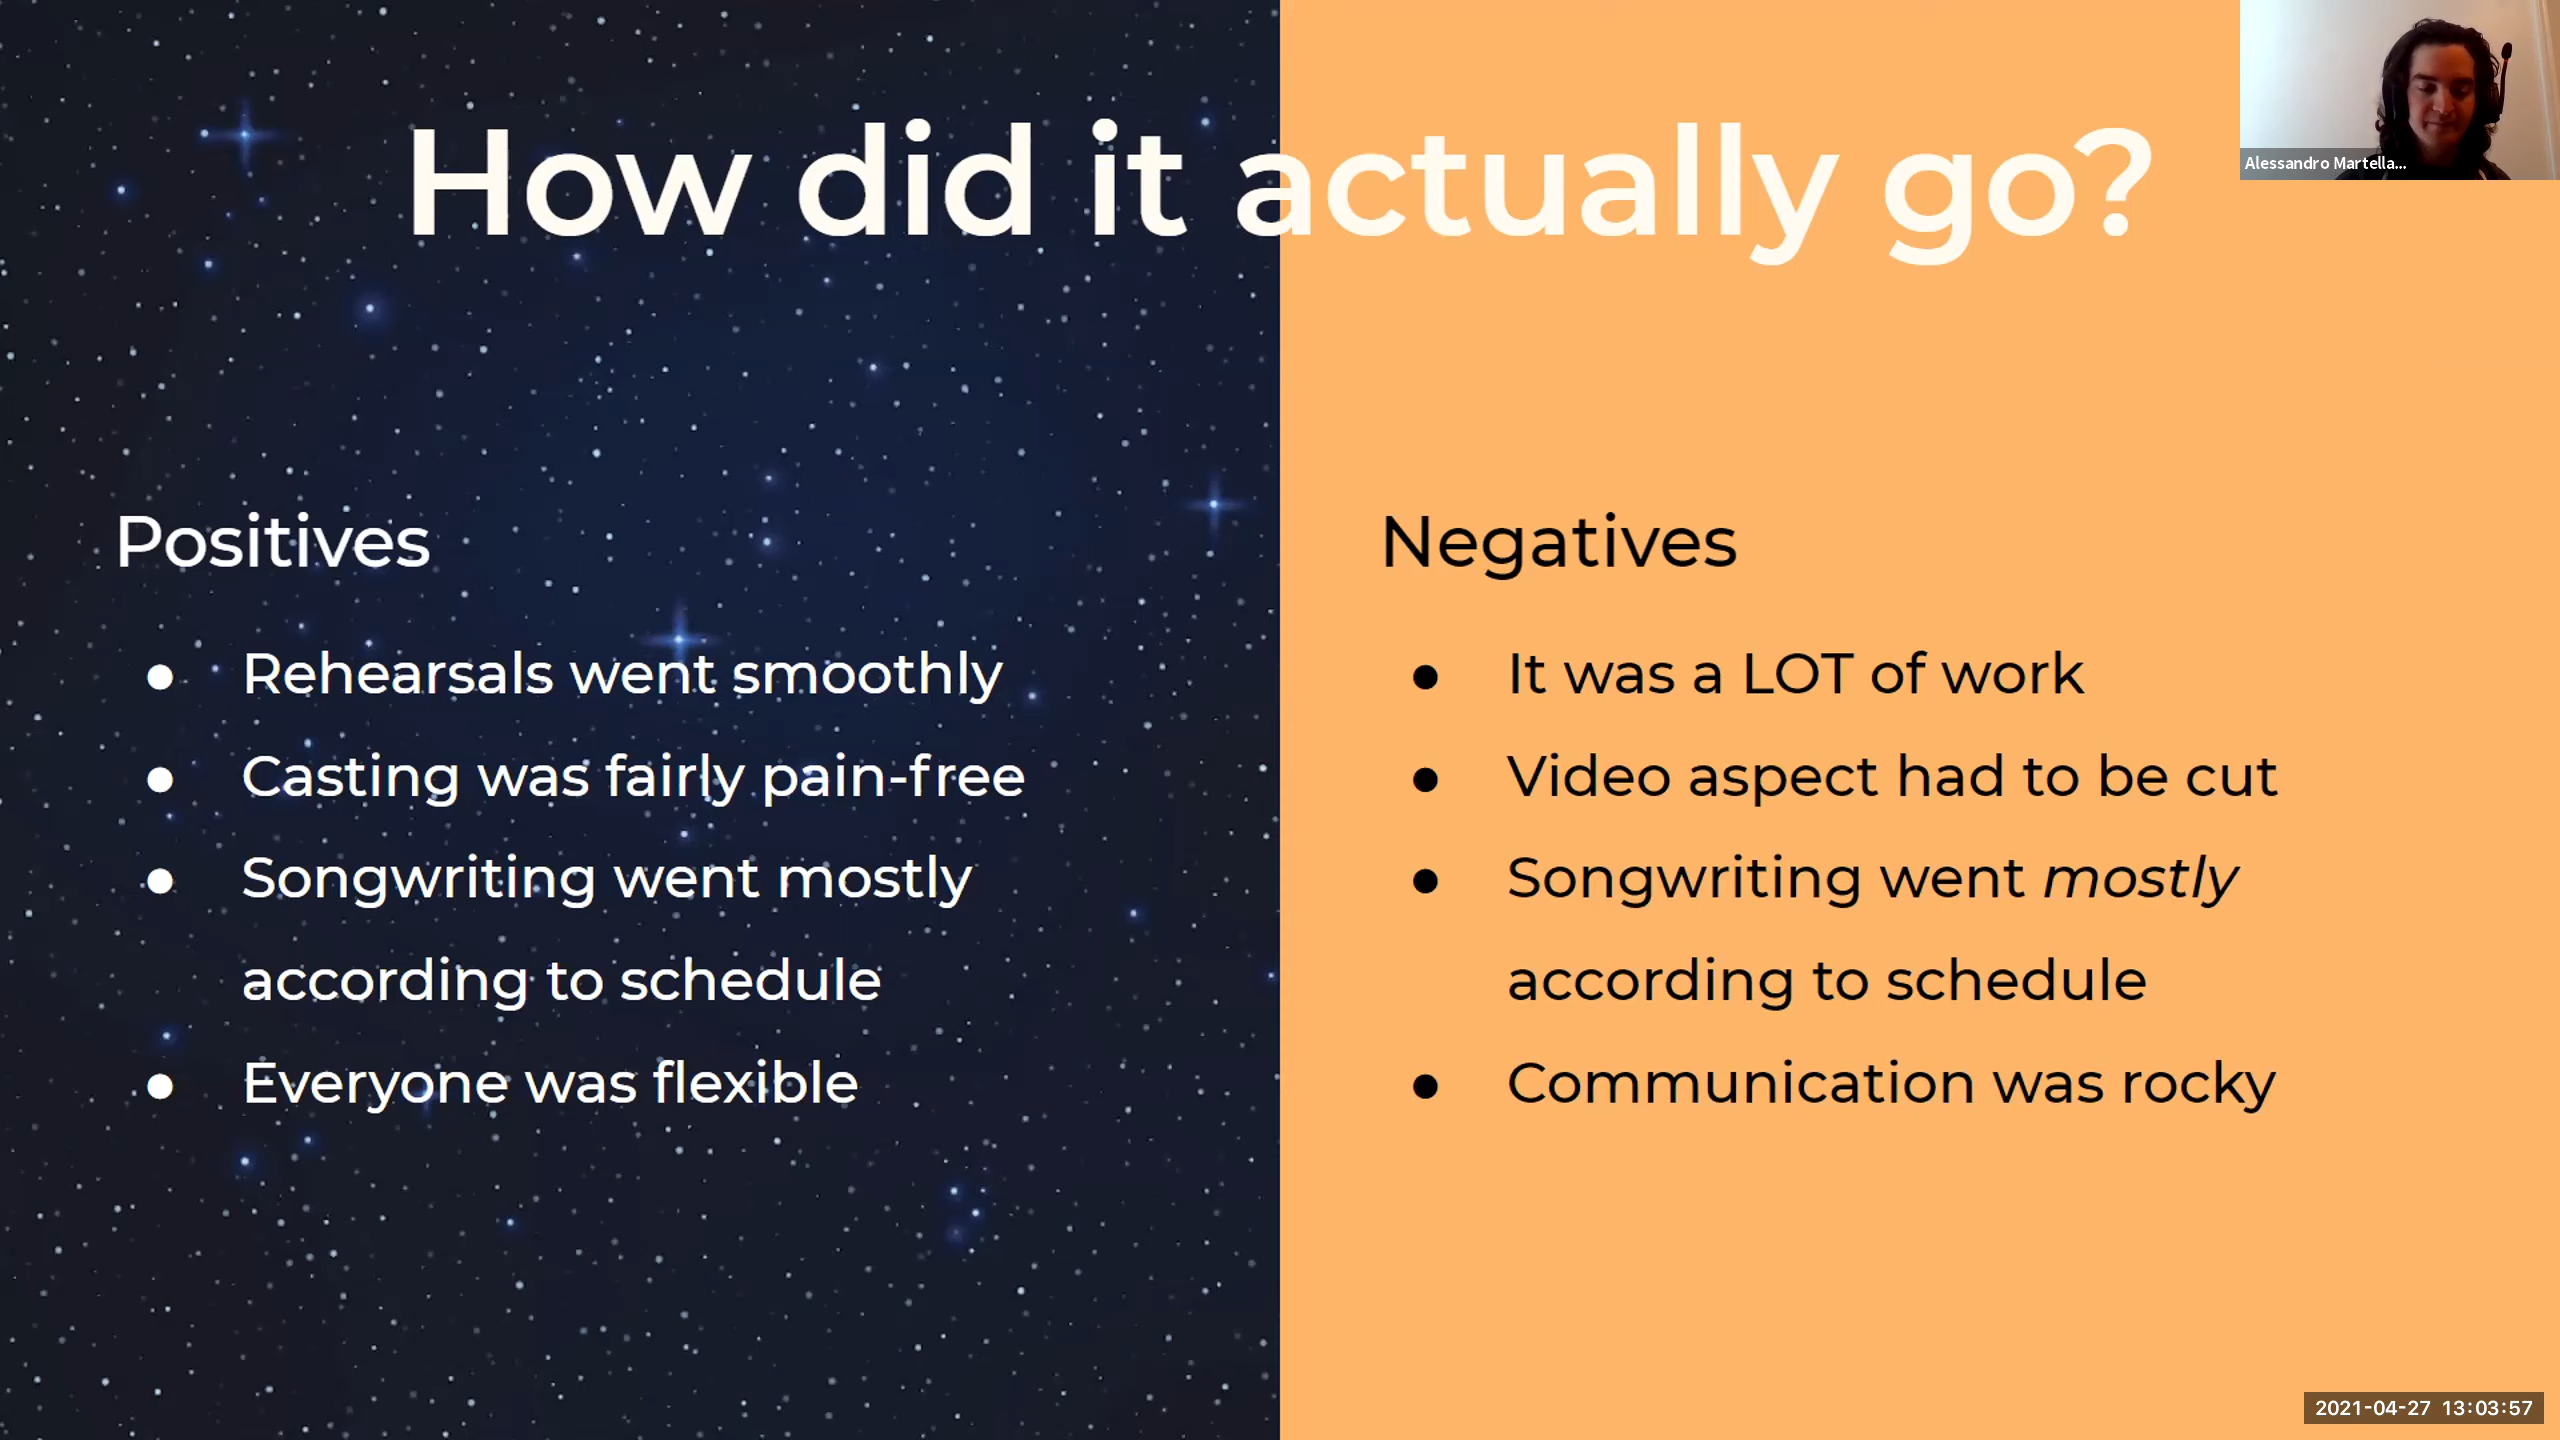 How did it actually go?
Alessandro Martella...
Positives
● Rehearsals went smoothly
● Casting was fairly pain-free
● Songwriting went mostly
according to schedule
● Everyone was flexible
Negatives
● It was a LOT of work
● Video aspect had to be cut
● Songwriting went mostly
according to schedule
● Communication was rocky
2021-04-27 13:03:57